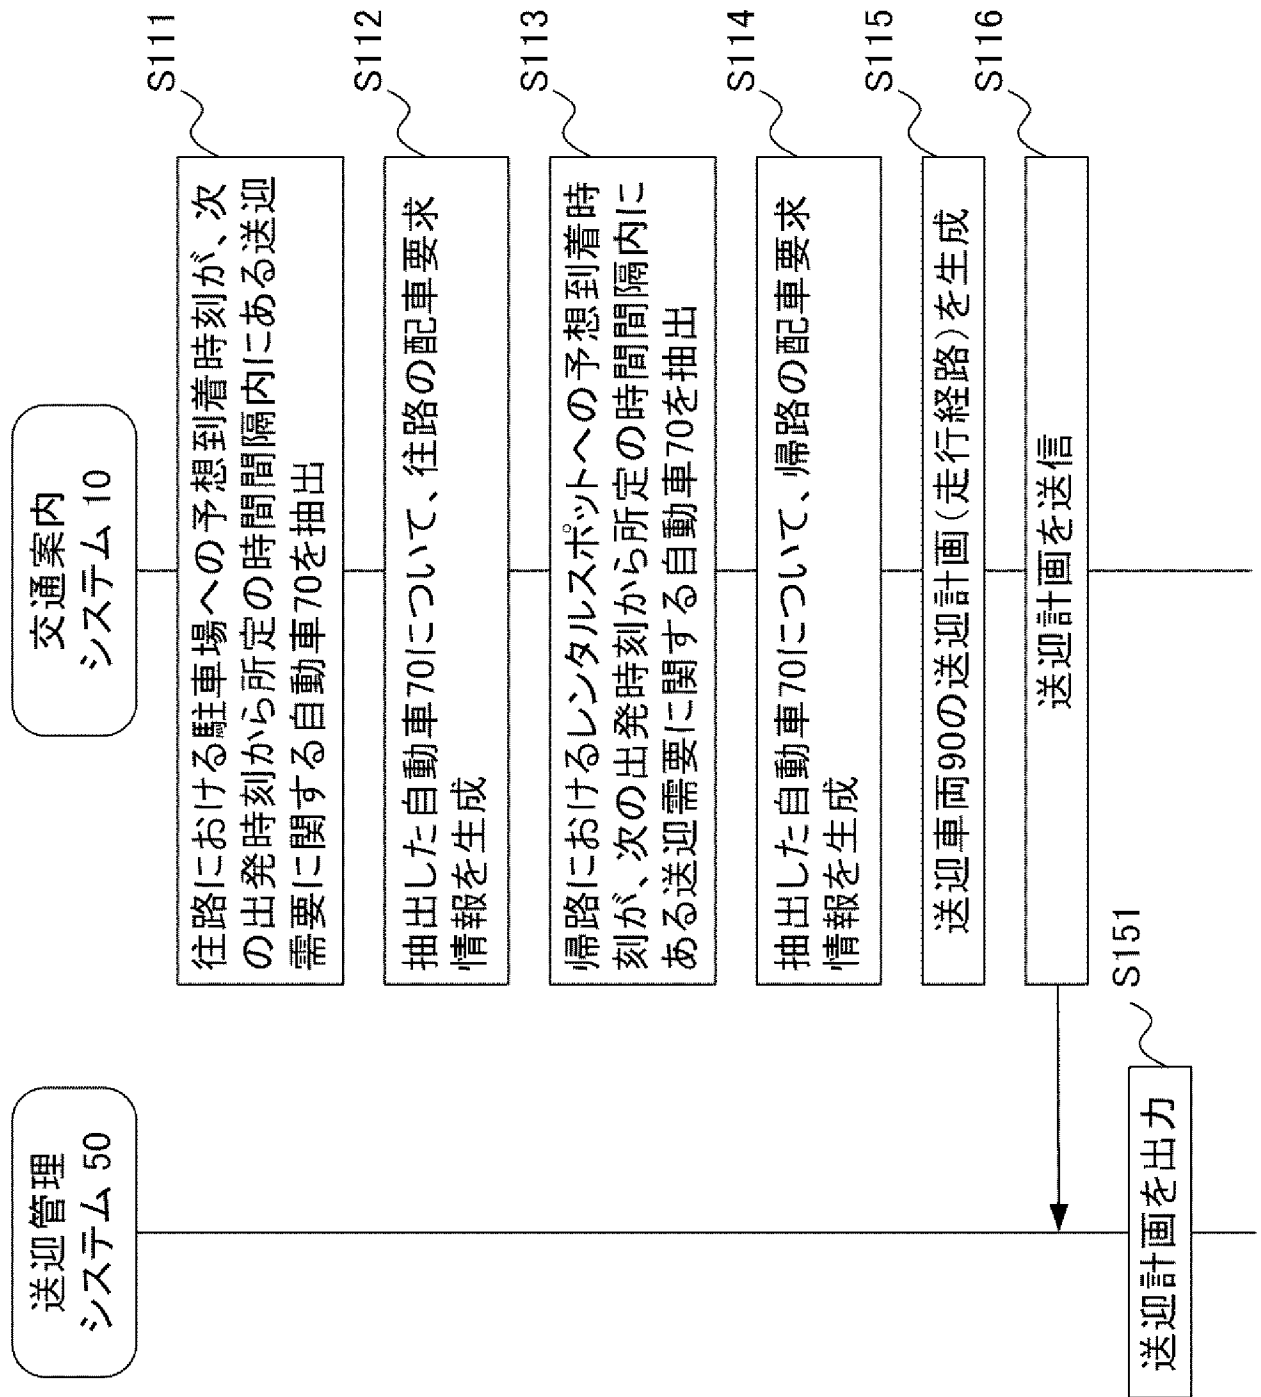 送迎管理
システム 50
交通案内
システム 10
往路における駐車場への予想到着時刻が、次
の出発時刻から所定の時間間隔内にある送迎
需要に関する自動車70を抽出
S111
抽出した自動車70について、往路の配車要求
情報を生成
S112
帰路におけるレンタルスポットへの予想到着時
刻が、次の出発時刻から所定の時間間隔内に
ある送迎需要に関する自動車70を抽出
S113
抽出した自動車70について、帰路の配車要求
情報を生成
S114
送迎車両90の送迎計画(走行経路)を生成
S115
送迎計画を送信
S116
送迎計画を出力
S151